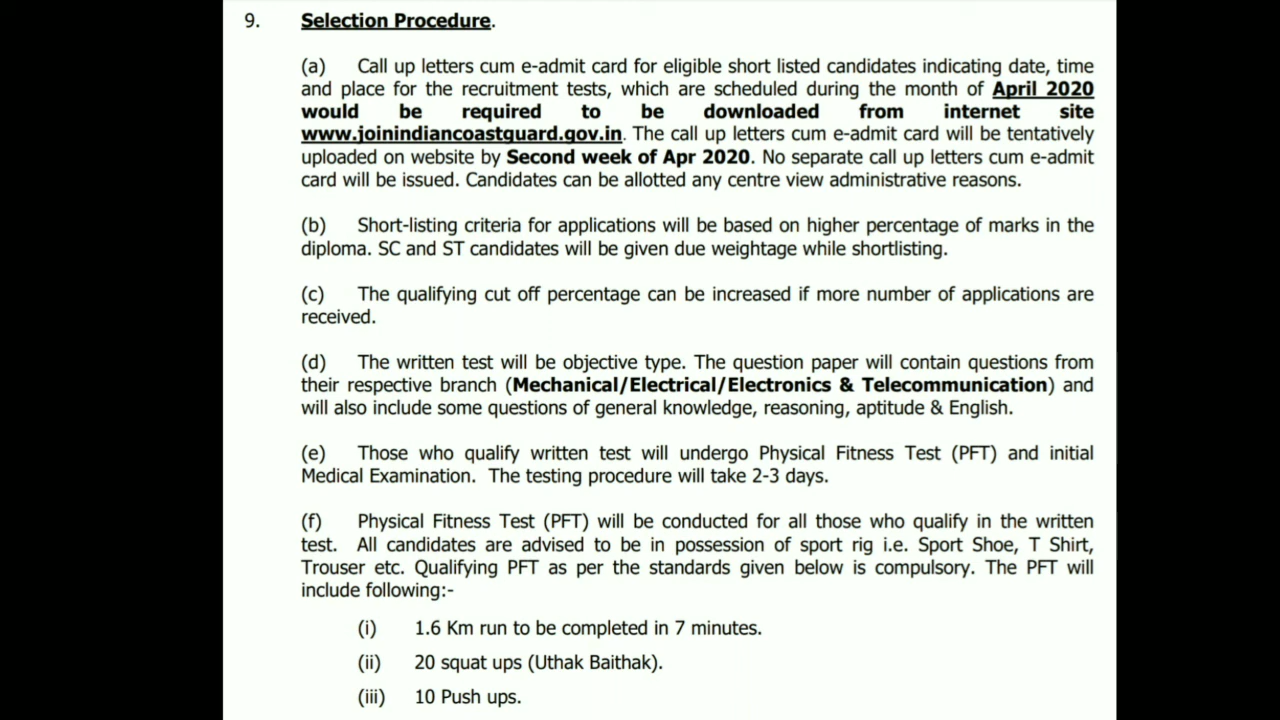 9. Selection Procedure.
(a) Call up letters cum e-admit card for eligible short listed candidates indicating date, time
and place for the recruitment tests, which are scheduled during the month of April 2020
would be required to be downloaded from internet site
www.joinindiancoastguard.gov.in. The call up letters cum e-admit card will be tentatively
uploaded on website by Second week of Apr 2020. No separate call up letters cum e-admit
card will be issued. Candidates can be allotted any centre view administrative reasons.
(b) Short-listing criteria for applications will be based on higher percentage of marks in the
diploma. SC and ST candidates will be given due weightage while shortlisting.
(c) The qualifying cut off percentage can be increased if more number of applications are
received.
(d) The written test will be objective type. The question paper will contain questions from
their respective branch (Mechanical/Electrical/Electronics & Telecommunication) and
will also include some questions of general knowledge, reasoning, aptitude & English.
(e) Those who qualify written test will undergo Physical Fitness Test (PFT) and initial
Medical Examination. The testing procedure will take 2-3 days.
(f) Physical Fitness Test (PFT) will be conducted for all those who qualify in the written
test. All candidates are advised to be in possession of sport rig i.e. Sport Shoe, T Shirt,
Trouser etc. Qualifying PFT as per the standards given below is compulsory. The PFT will
include following:-
(i) 1.6 Km run to be completed in 7 minutes.
(ii) 20 squat ups (Uthak Baithak).
(iii) 10 Push ups.